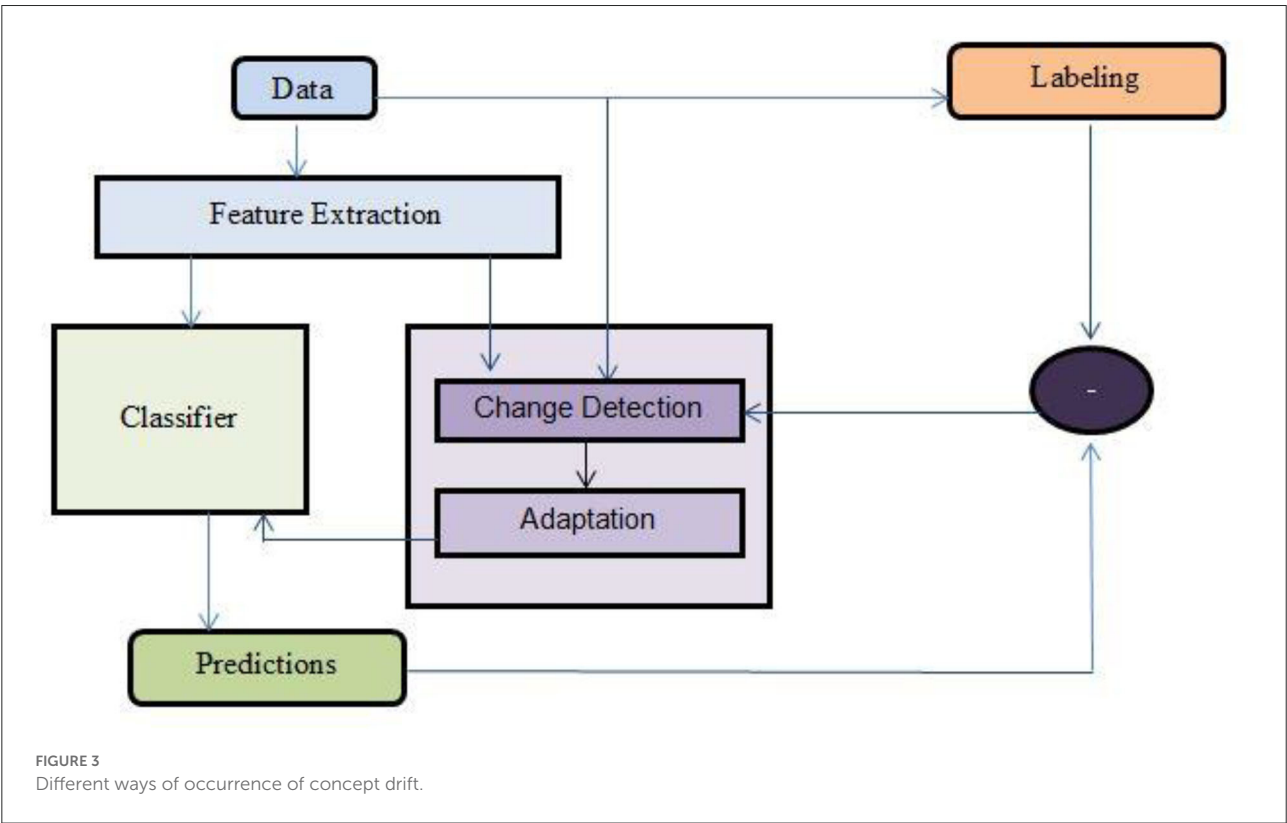 Data
Labeling
Feature Extraction
Classifier
Change Detection
-
Adaptation
Predictions
FIGURE 3
Different ways of occurrence of concept drift.